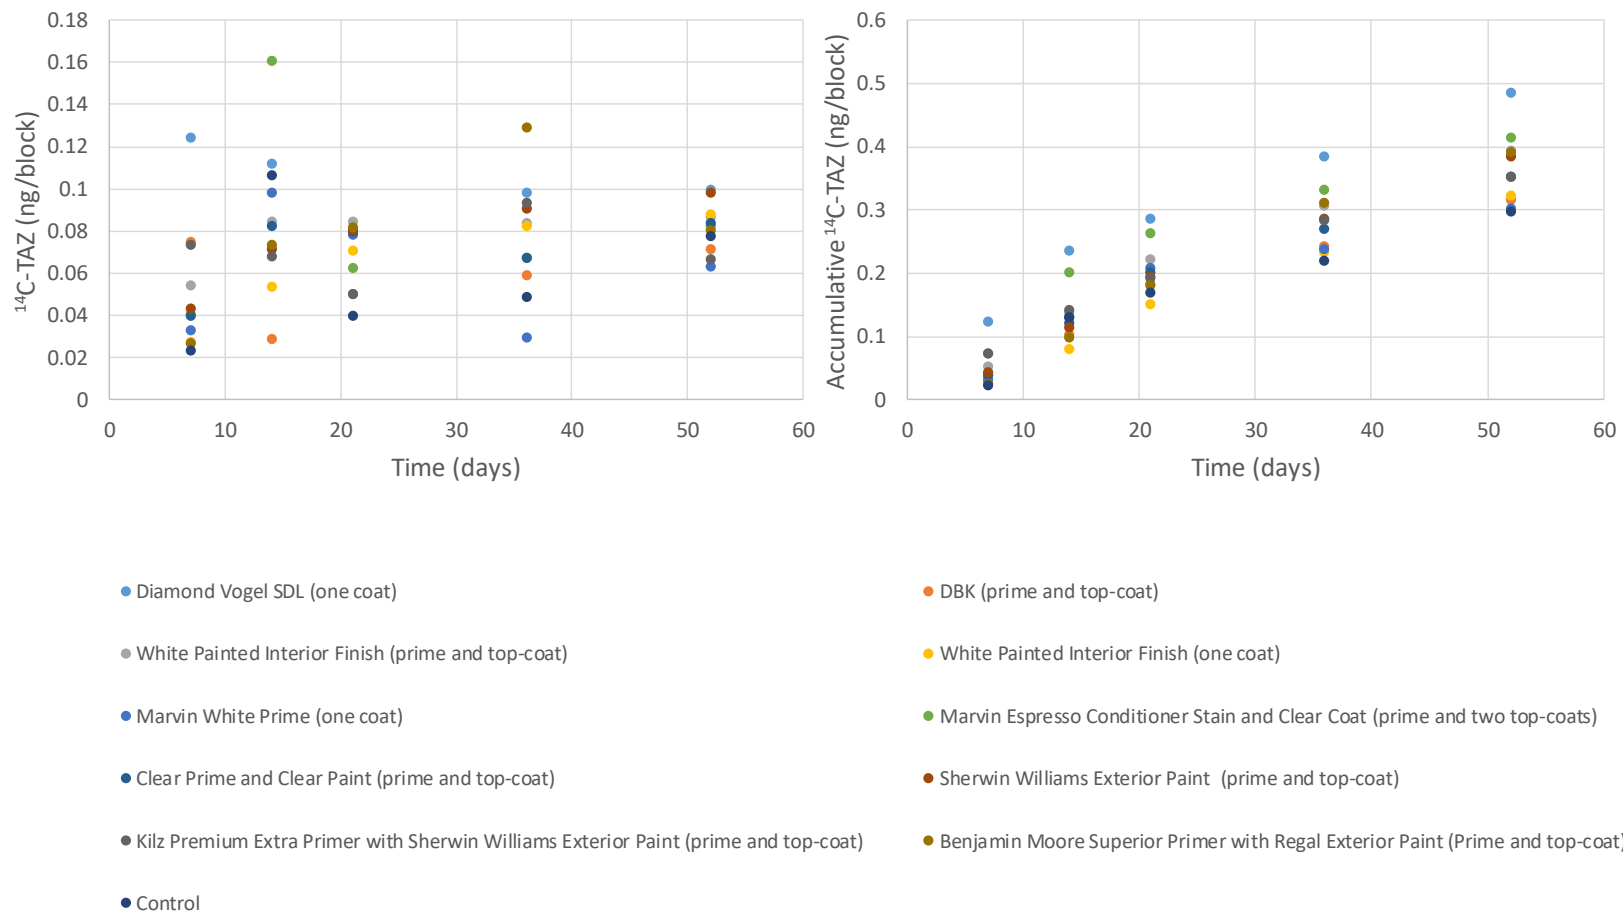 0.18
0.16
0.14
0.12
0.1
0.08
0.06
0.04
0.02
0
¹⁴C-TAZ (ng/block)
0 10 20 30 40 50 60
Time (days)
0.6
0.5
0.4
0.3
0.2
0.1
0
Accumulative ¹⁴C-TAZ (ng/block)
0 10 20 30 40 50 60
Time (days)
Diamond Vogel SDL (one coat)
DBK (prime and top-coat)
White Painted Interior Finish (prime and top-coat)
White Painted Interior Finish (one coat)
Marvin White Prime (one coat)
Marvin Espresso Conditioner Stain and Clear Coat (prime and two top-coats)
Clear Prime and Clear Paint (prime and top-coat)
Sherwin Williams Exterior Paint (prime and top-coat)
Kilz Premium Extra Primer with Sherwin Williams Exterior Paint (prime and top-coat)
Benjamin Moore Superior Primer with Regal Exterior Paint (Prime and top-coat)
Control